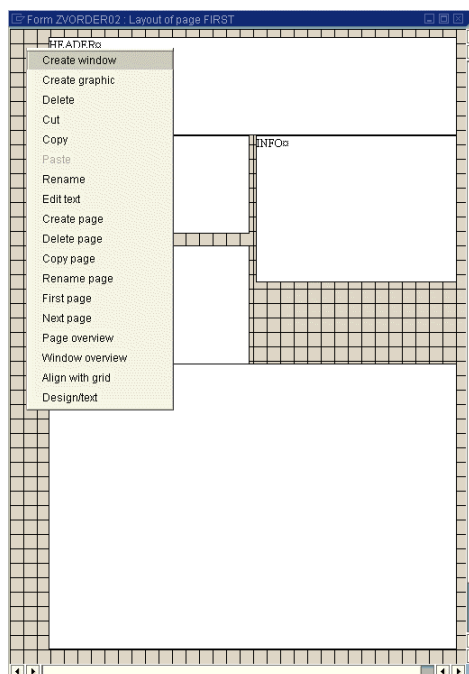 Form ZVORDER02 : Layout of page FIRST
HEADER¤
Create window
Create graphic
Delete
Cut
Copy
INFO¤
Paste
Rename
Edit text
Create page
Delete page
Copy page
Rename page
First page
Next page
Page overview
Window overview
Align with grid
Design/text